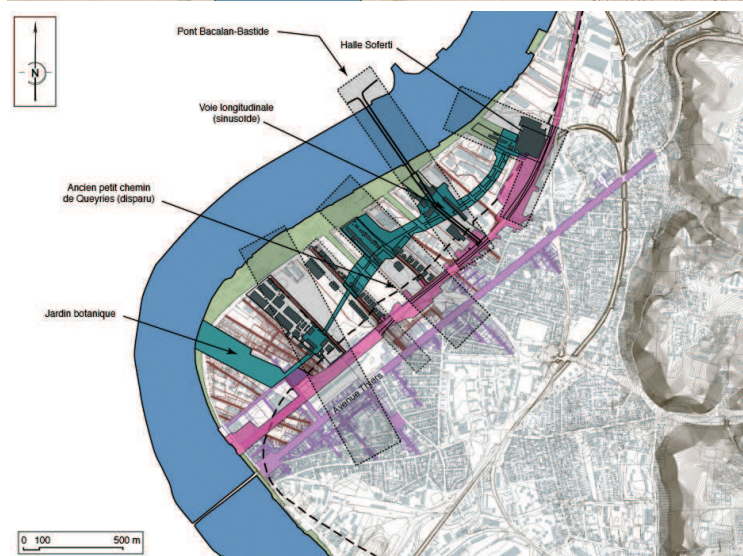 Pont Bacalan-Bastide
Halle Soferti
N
Voie longitudinale
(sinusoïde)
Ancien petit chemin
de Queyries (disparu)
Jardin botanique
Avenue Thiers
0 100 500 m